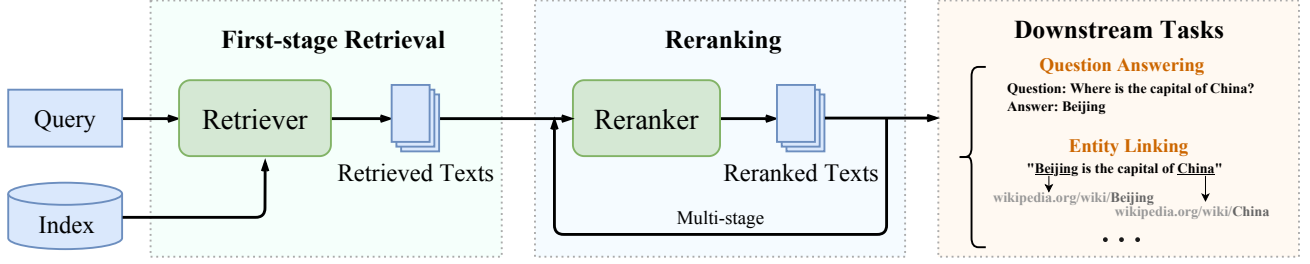 Query
Index
First-stage Retrieval
Retriever
Retrieved Texts
Reranking
Reranker
Reranked Texts
Multi-stage
Downstream Tasks
Question Answering
Question: Where is the capital of China?
Answer: Beijing
Entity Linking
"Beijing is the capital of China"
wikipedia.org/wiki/Beijing
wikipedia.org/wiki/China
. . .